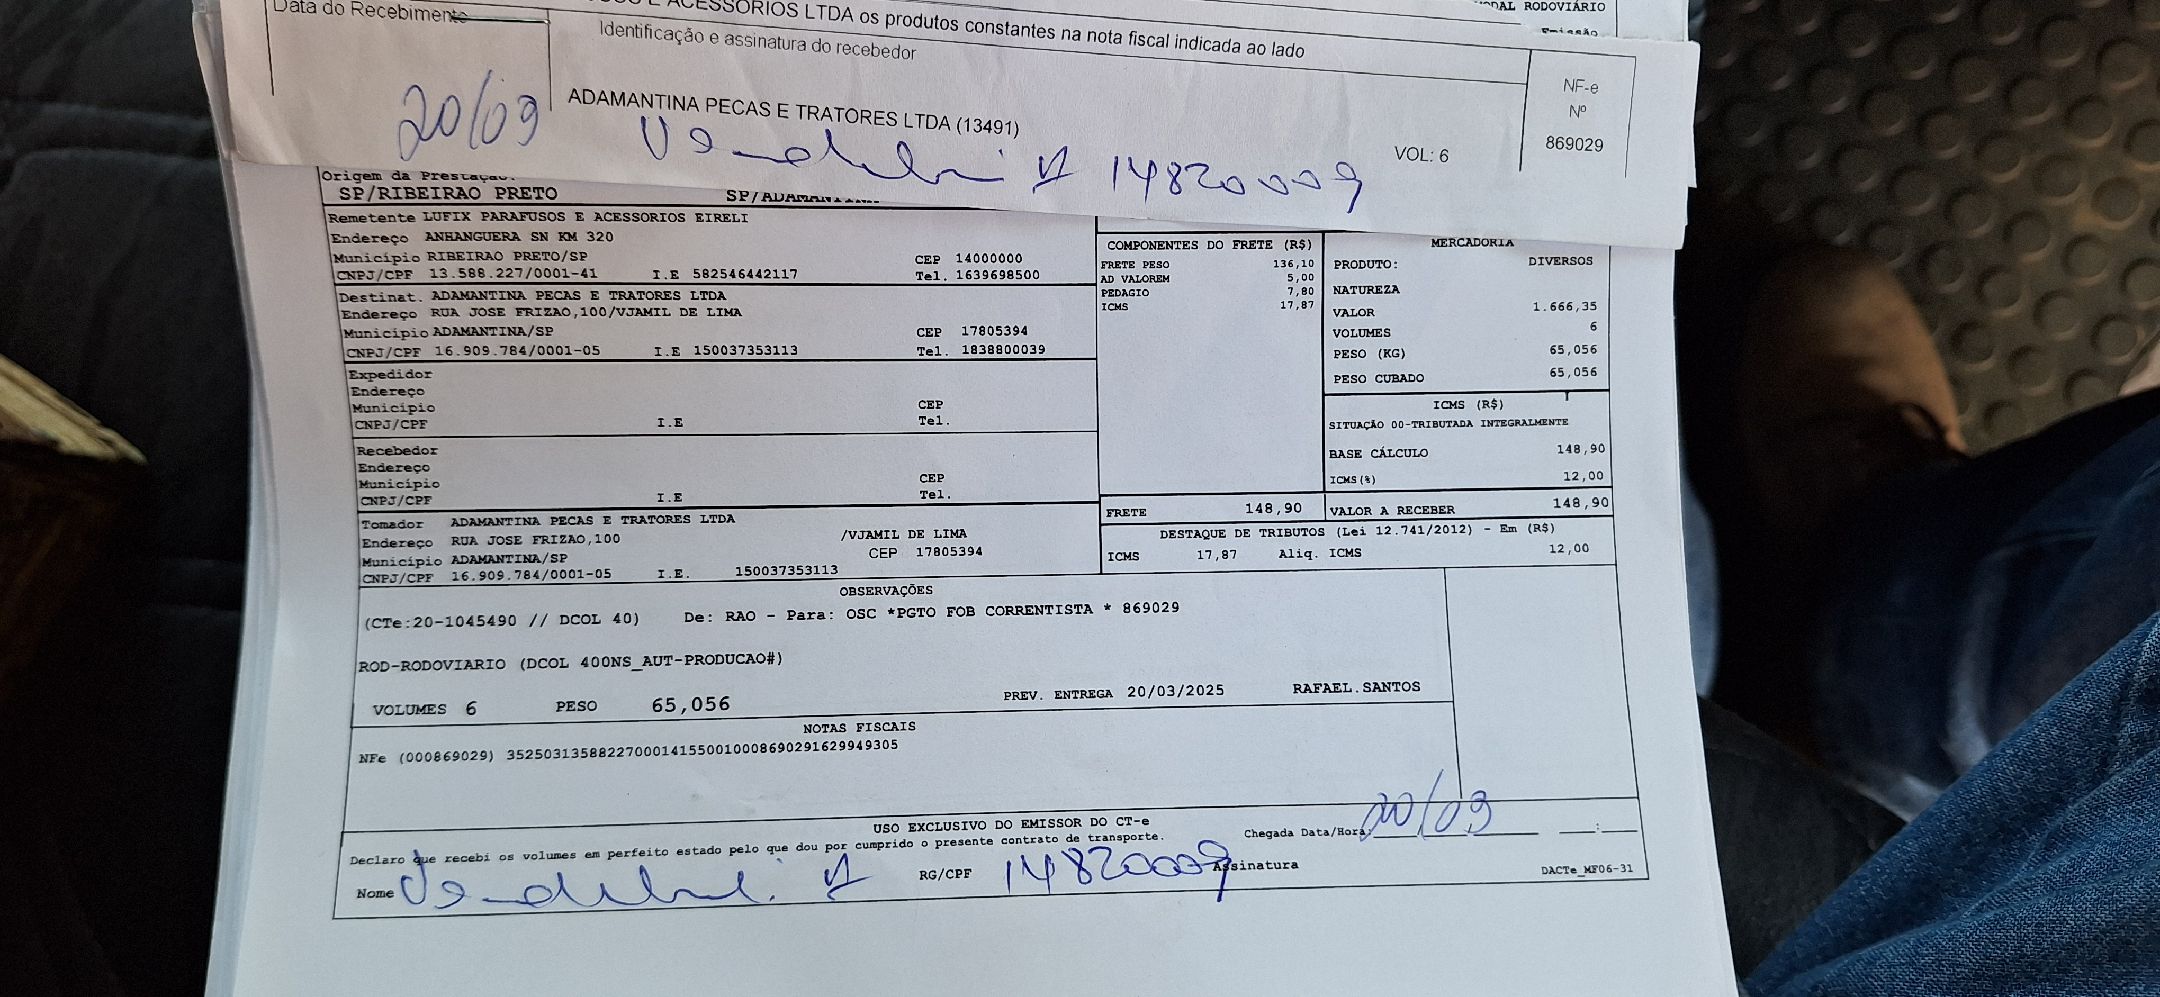 ODAL RODOVIÁRIO
Emissão
E ACESSORIOS LTDA os produtos constantes na nota fiscal indicada ao lado
Data do Recebimento
Identificação e assinatura do recebedor
20/03
ADAMANTINA PECAS E TRATORES LTDA (13491)
14820009
VOL: 6
NF-e
Nº
869029
Origem da Prestação
SP/RIBEIRAO PRETO
Remetente LUFIX PARAFUSOS E ACESSORIOS EIRELI
Endereço ANHANGUERA SN KM 320
Município RIBEIRAO PRETO/SP CEP 14000000
CNPJ/CPF 13.588.227/0001-41 I.E 582546442117 Tel. 1639698500
Destinat. ADAMANTINA PECAS E TRATORES LTDA
Endereço RUA JOSE FRIZAO,100/VJAMIL DE LIMA
Município ADAMANTINA/SP CEP 17805394
CNPJ/CPF 16.909.784/0001-05 I.E 150037353113 Tel. 1838800039
Expedidor
Endereço
Município CEP
CNPJ/CPF I.E Tel.
Recebedor
Endereço
Município CEP
CNPJ/CPF I.E Tel.
Tomador ADAMANTINA PECAS E TRATORES LTDA
Endereço RUA JOSE FRIZAO,100 /VJAMIL DE LIMA
Município ADAMANTINA/SP CEP 17805394
CNPJ/CPF 16.909.784/0001-05 I.E. 150037353113
COMPONENTES DO FRETE (R$)
FRETE PESO 136,10
AD VALOREM 5,00
PEDAGIO 7,80
ICMS 17,87
MERCADORIA
PRODUTO: DIVERSOS
NATUREZA
VALOR 1.666,35
VOLUMES 6
PESO (KG) 65,056
PESO CUBADO 65,056
ICMS (R$)
SITUAÇÃO 00-TRIBUTADA INTEGRALMENTE
BASE CÁLCULO 148,90
ICMS(%) 12,00
FRETE 148,90 VALOR A RECEBER 148,90
DESTAQUE DE TRIBUTOS (Lei 12.741/2012) - Em (R$)
ICMS 17,87 Aliq. ICMS 12,00
OBSERVAÇÕES
(CTe:20-1045490 // DCOL 40) De: RAO - Para: OSC *PGTO FOB CORRENTISTA * 869029
ROD-RODOVIARIO (DCOL 400NS_AUT-PRODUCAO#)
VOLUMES 6 PESO 65,056 PREV. ENTREGA 20/03/2025 RAFAEL.SANTOS
NOTAS FISCAIS
NFe (000869029) 35250313588227000141550010008690291629949305
USO EXCLUSIVO DO EMISSOR DO CT-e
Declaro que recebi os volumes em perfeito estado pelo que dou por cumprido o presente contrato de transporte.
Chegada Data/Hora: 20/03 __:__
Nome RG/CPF 14820009 Assinatura
DACTe_MF06-31